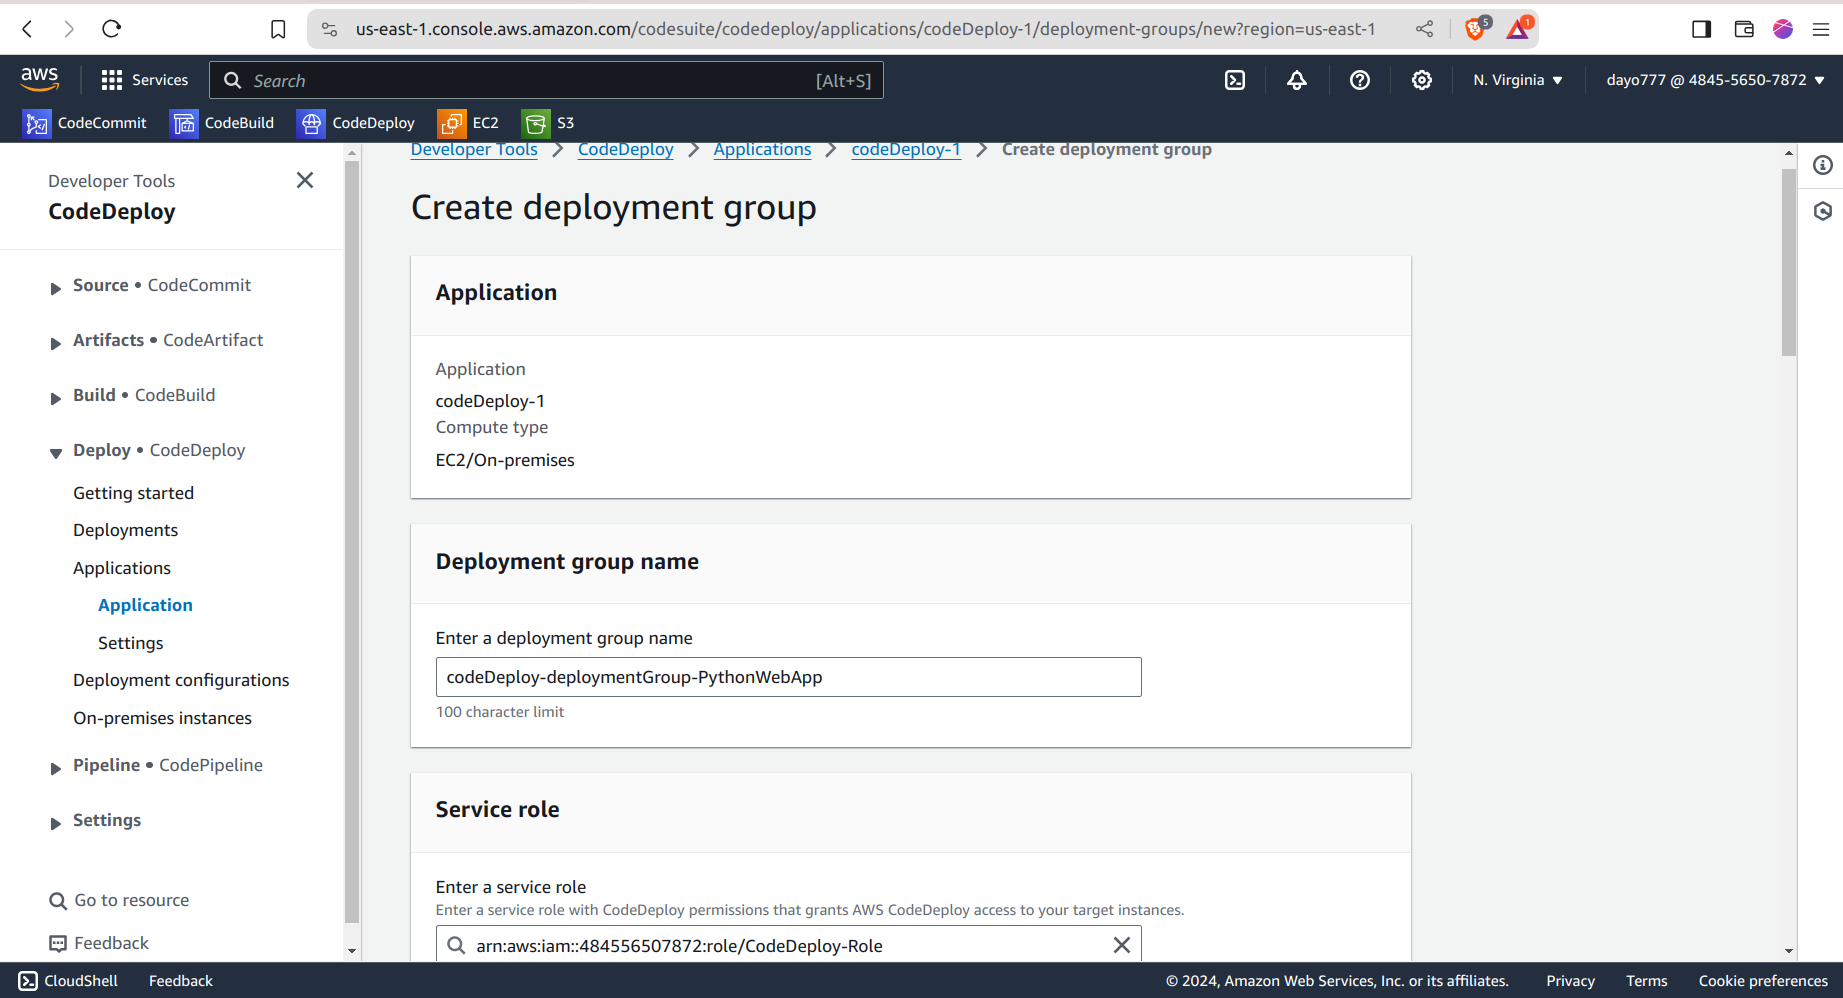 us-east-1.console.aws.amazon.com/codesuite/codedeploy/applications/codeDeploy-1/deployment-groups/new?region=us-east-1
5
1
aws
Services
Search
[Alt+S]
N. Virginia
dayo777 @ 4845-5650-7872
CodeCommit
CodeBuild
CodeDeploy
EC2
S3
Developer Tools
CodeDeploy
Source • CodeCommit
Artifacts • CodeArtifact
Build • CodeBuild
Deploy • CodeDeploy
Getting started
Deployments
Applications
Application
Settings
Deployment configurations
On-premises instances
Pipeline • CodePipeline
Settings
Go to resource
Feedback
Developer Tools > CodeDeploy > Applications > codeDeploy-1 > Create deployment group
Create deployment group
Application
Application
codeDeploy-1
Compute type
EC2/On-premises
Deployment group name
Enter a deployment group name
codeDeploy-deploymentGroup-PythonWebApp
100 character limit
Service role
Enter a service role
Enter a service role with CodeDeploy permissions that grants AWS CodeDeploy access to your target instances.
arn:aws:iam::484556507872:role/CodeDeploy-Role
CloudShell
Feedback
© 2024, Amazon Web Services, Inc. or its affiliates.
Privacy
Terms
Cookie preferences